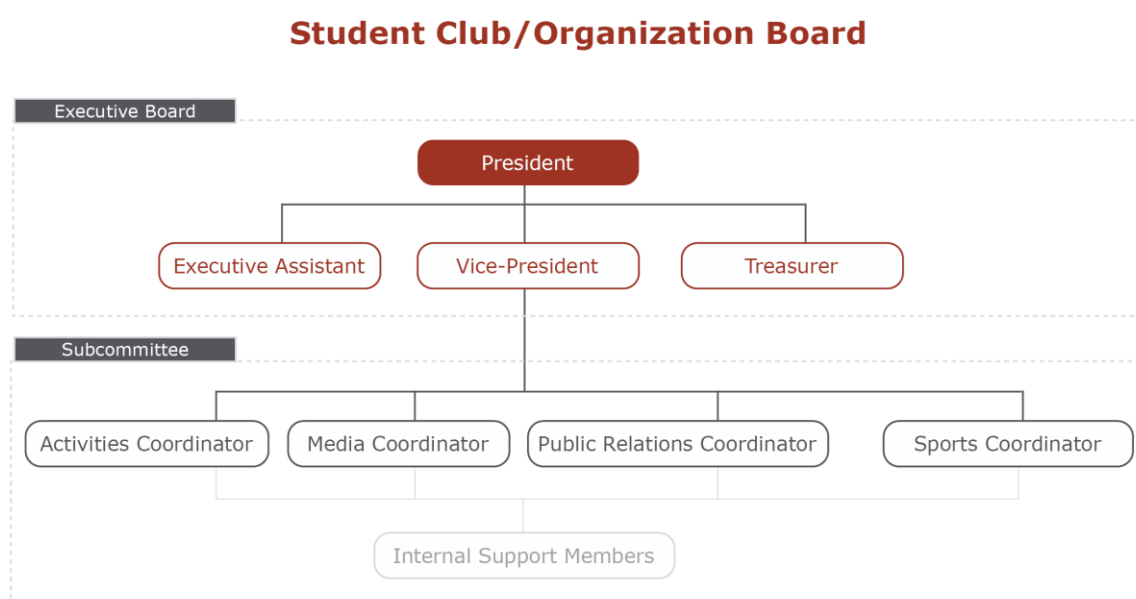 Student Club/Organization Board
Executive Board
President
Executive Assistant
Vice-President
Treasurer
Subcommittee
Activities Coordinator
Media Coordinator
Public Relations Coordinator
Sports Coordinator
Internal Support Members